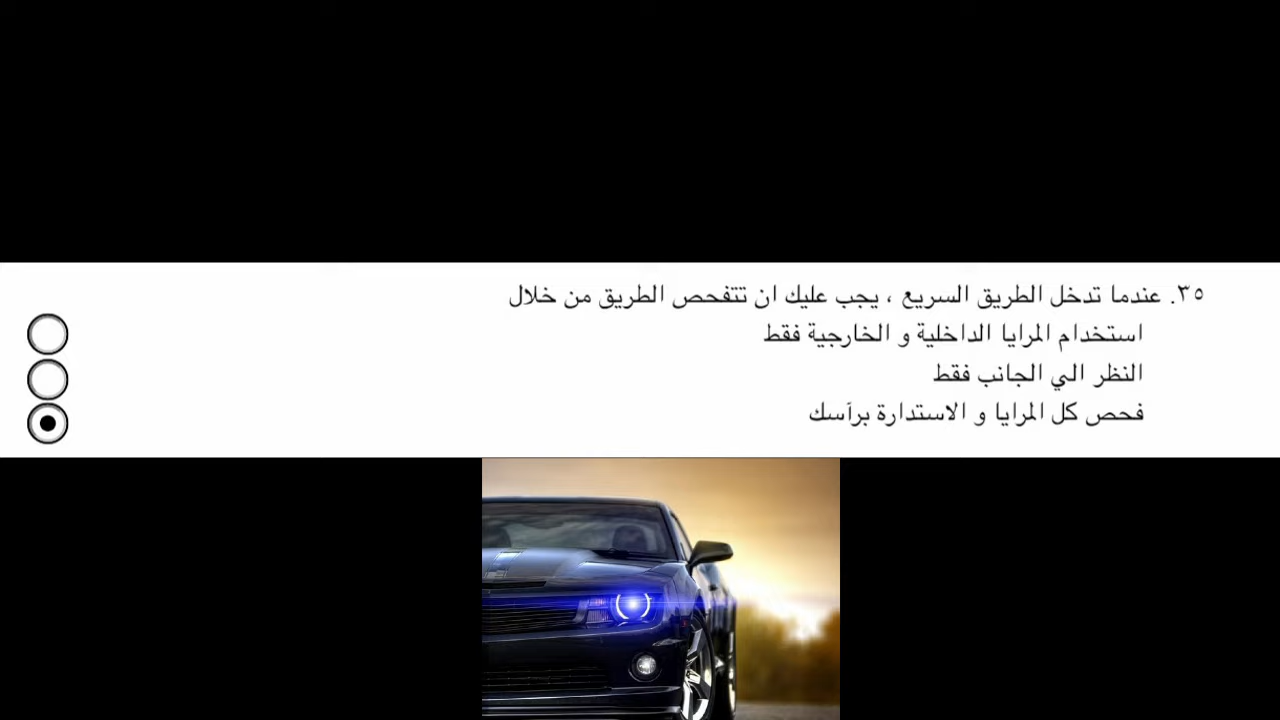 ٣٥. عندما تدخل الطريق السريع ، يجب عليك ان تتفحص الطريق من خلال
استخدام المرايا الداخلية و الخارجية فقط
النظر الي الجانب فقط
فحص كل المرايا و الاستدارة برآسك